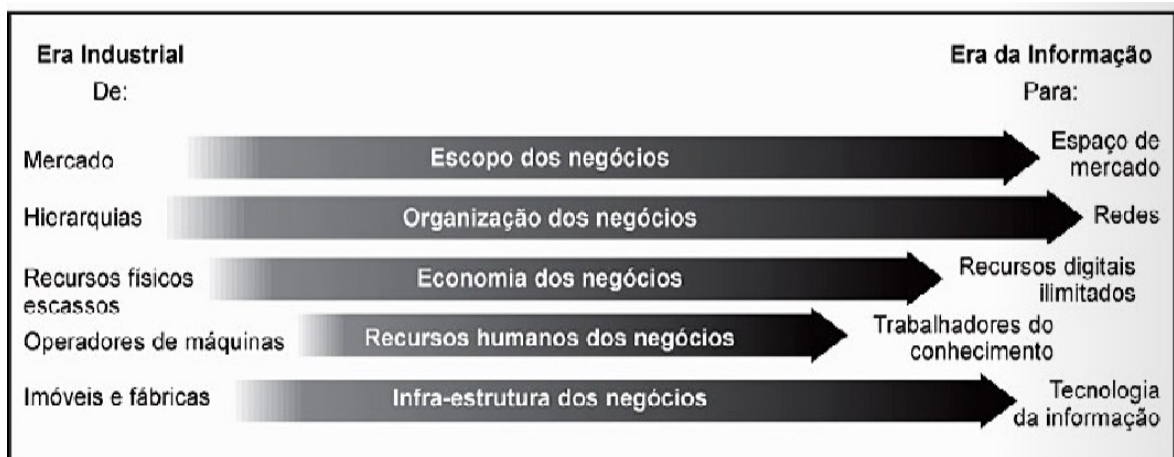 Era Industrial
De:
Era da Informação
Para:
Mercado
Escopo dos negócios
Espaço de
mercado
Hierarquias
Organização dos negócios
Redes
Recursos físicos
escassos
Economia dos negócios
Recursos digitais
ilimitados
Operadores de máquinas
Recursos humanos dos negócios
Trabalhadores do
conhecimento
Imóveis e fábricas
Infra-estrutura dos negócios
Tecnologia
da informação